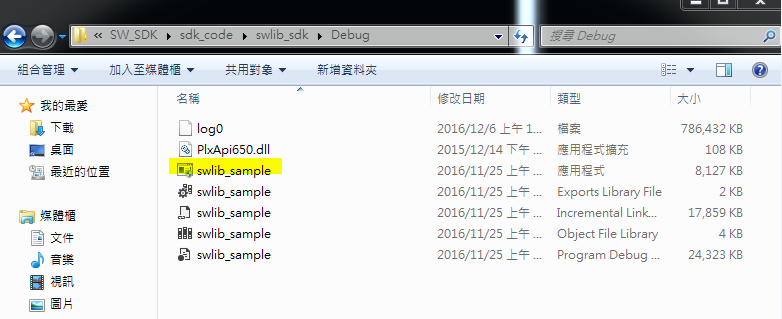 « SW_SDK ▸ sdk_code ▸ swlib_sdk ▸ Debug
搜尋 Debug
組合管理 加入至媒體櫃 共用對象 新增資料夾
我的最愛
下載
桌面
最近的位置
媒體櫃
文件
音樂
視訊
圖片
名稱 修改日期 類型 大小
log0 2016/12/6 上午 1... 檔案 786,432 KB
PlxApi650.dll 2015/12/14 下午 ... 應用程式擴充 108 KB
swlib_sample 2016/11/25 上午 ... 應用程式 8,127 KB
swlib_sample 2016/11/25 上午 ... Exports Library File 2 KB
swlib_sample 2016/11/25 上午 ... Incremental Link... 17,859 KB
swlib_sample 2016/11/25 上午 ... Object File Library 4 KB
swlib_sample 2016/11/25 上午 ... Program Debug ... 24,323 KB